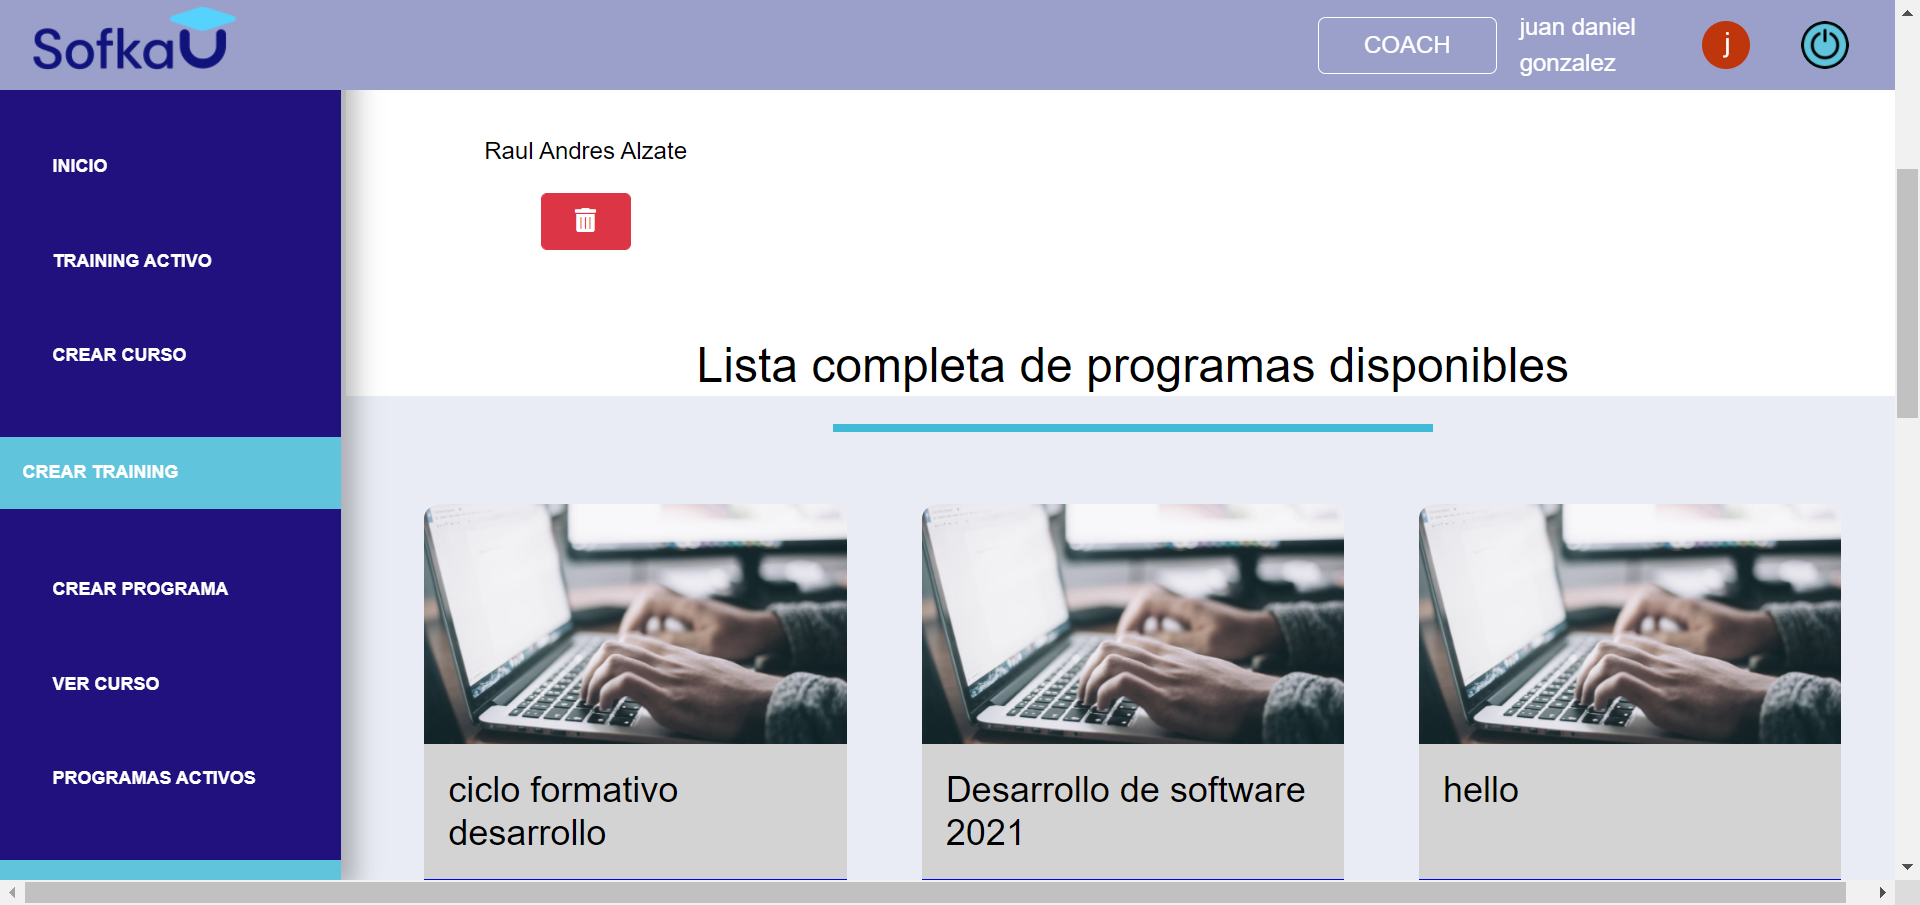 SofkaU
COACH
juan daniel
gonzalez
j
INICIO
TRAINING ACTIVO
CREAR CURSO
CREAR TRAINING
CREAR PROGRAMA
VER CURSO
PROGRAMAS ACTIVOS
Raul Andres Alzate
Lista completa de programas disponibles
ciclo formativo
desarrollo
Desarrollo de software
2021
hello